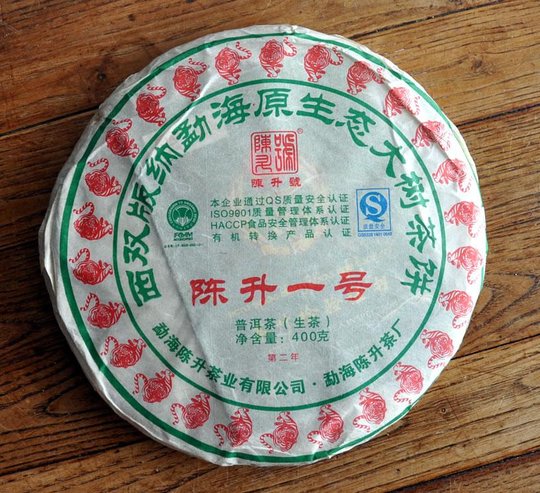 西双版纳勐海原生态大树茶饼
陈升號
陈升號
本企业通过QS质量安全认证
ISO9001质量管理体系认证
HACCP食品安全管理体系认证
有机转换产品认证
QS
质量安全
陈升一号
普洱茶（生茶）
净含量：400克
第二年
勐海陈升茶业有限公司·勐海陈升茶厂